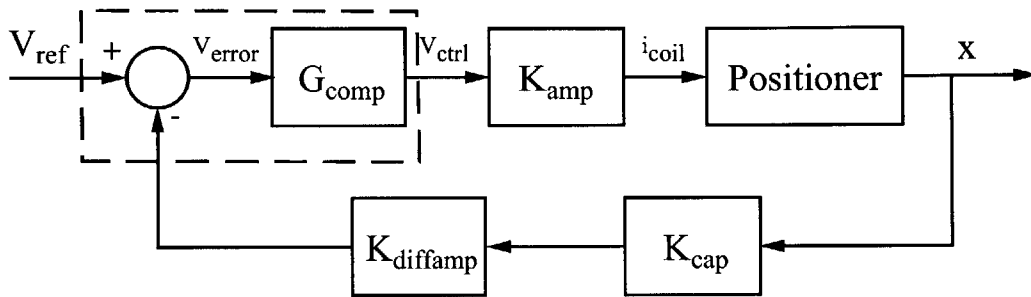 V_ref + V_error G_comp V_ctrl K_amp i_coil Positioner x
-
K_diffamp K_cap